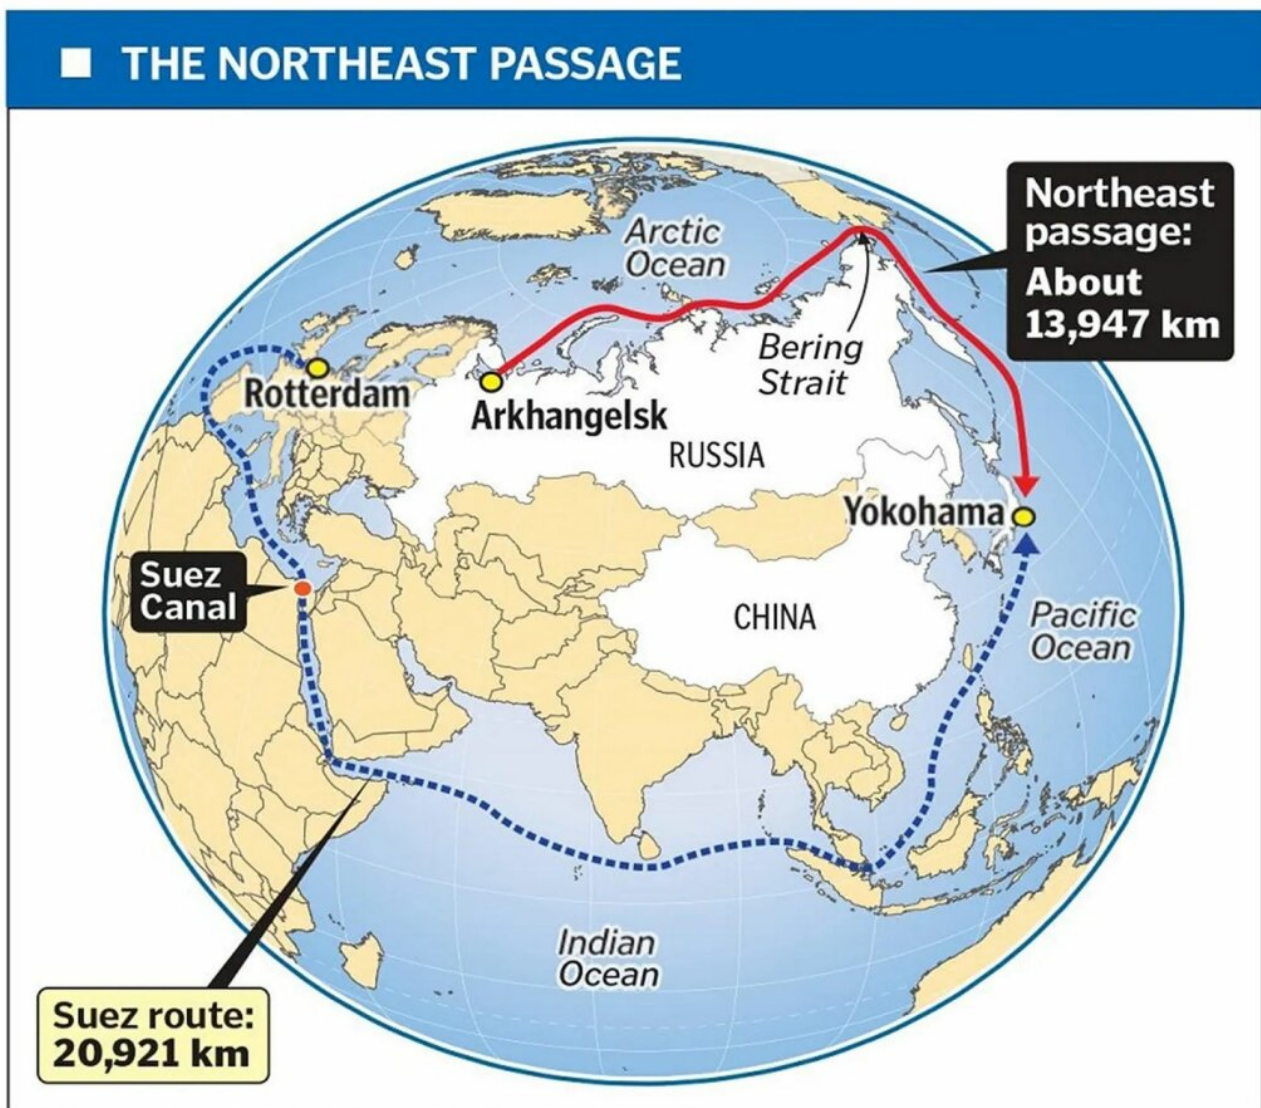 THE NORTHEAST PASSAGE
Northeast
passage:
About
13,947 km
Arctic
Ocean
Bering
Strait
Rotterdam
Arkhangelsk
RUSSIA
Yokohama
Suez
Canal
CHINA
Pacific
Ocean
Indian
Ocean
Suez route:
20,921 km